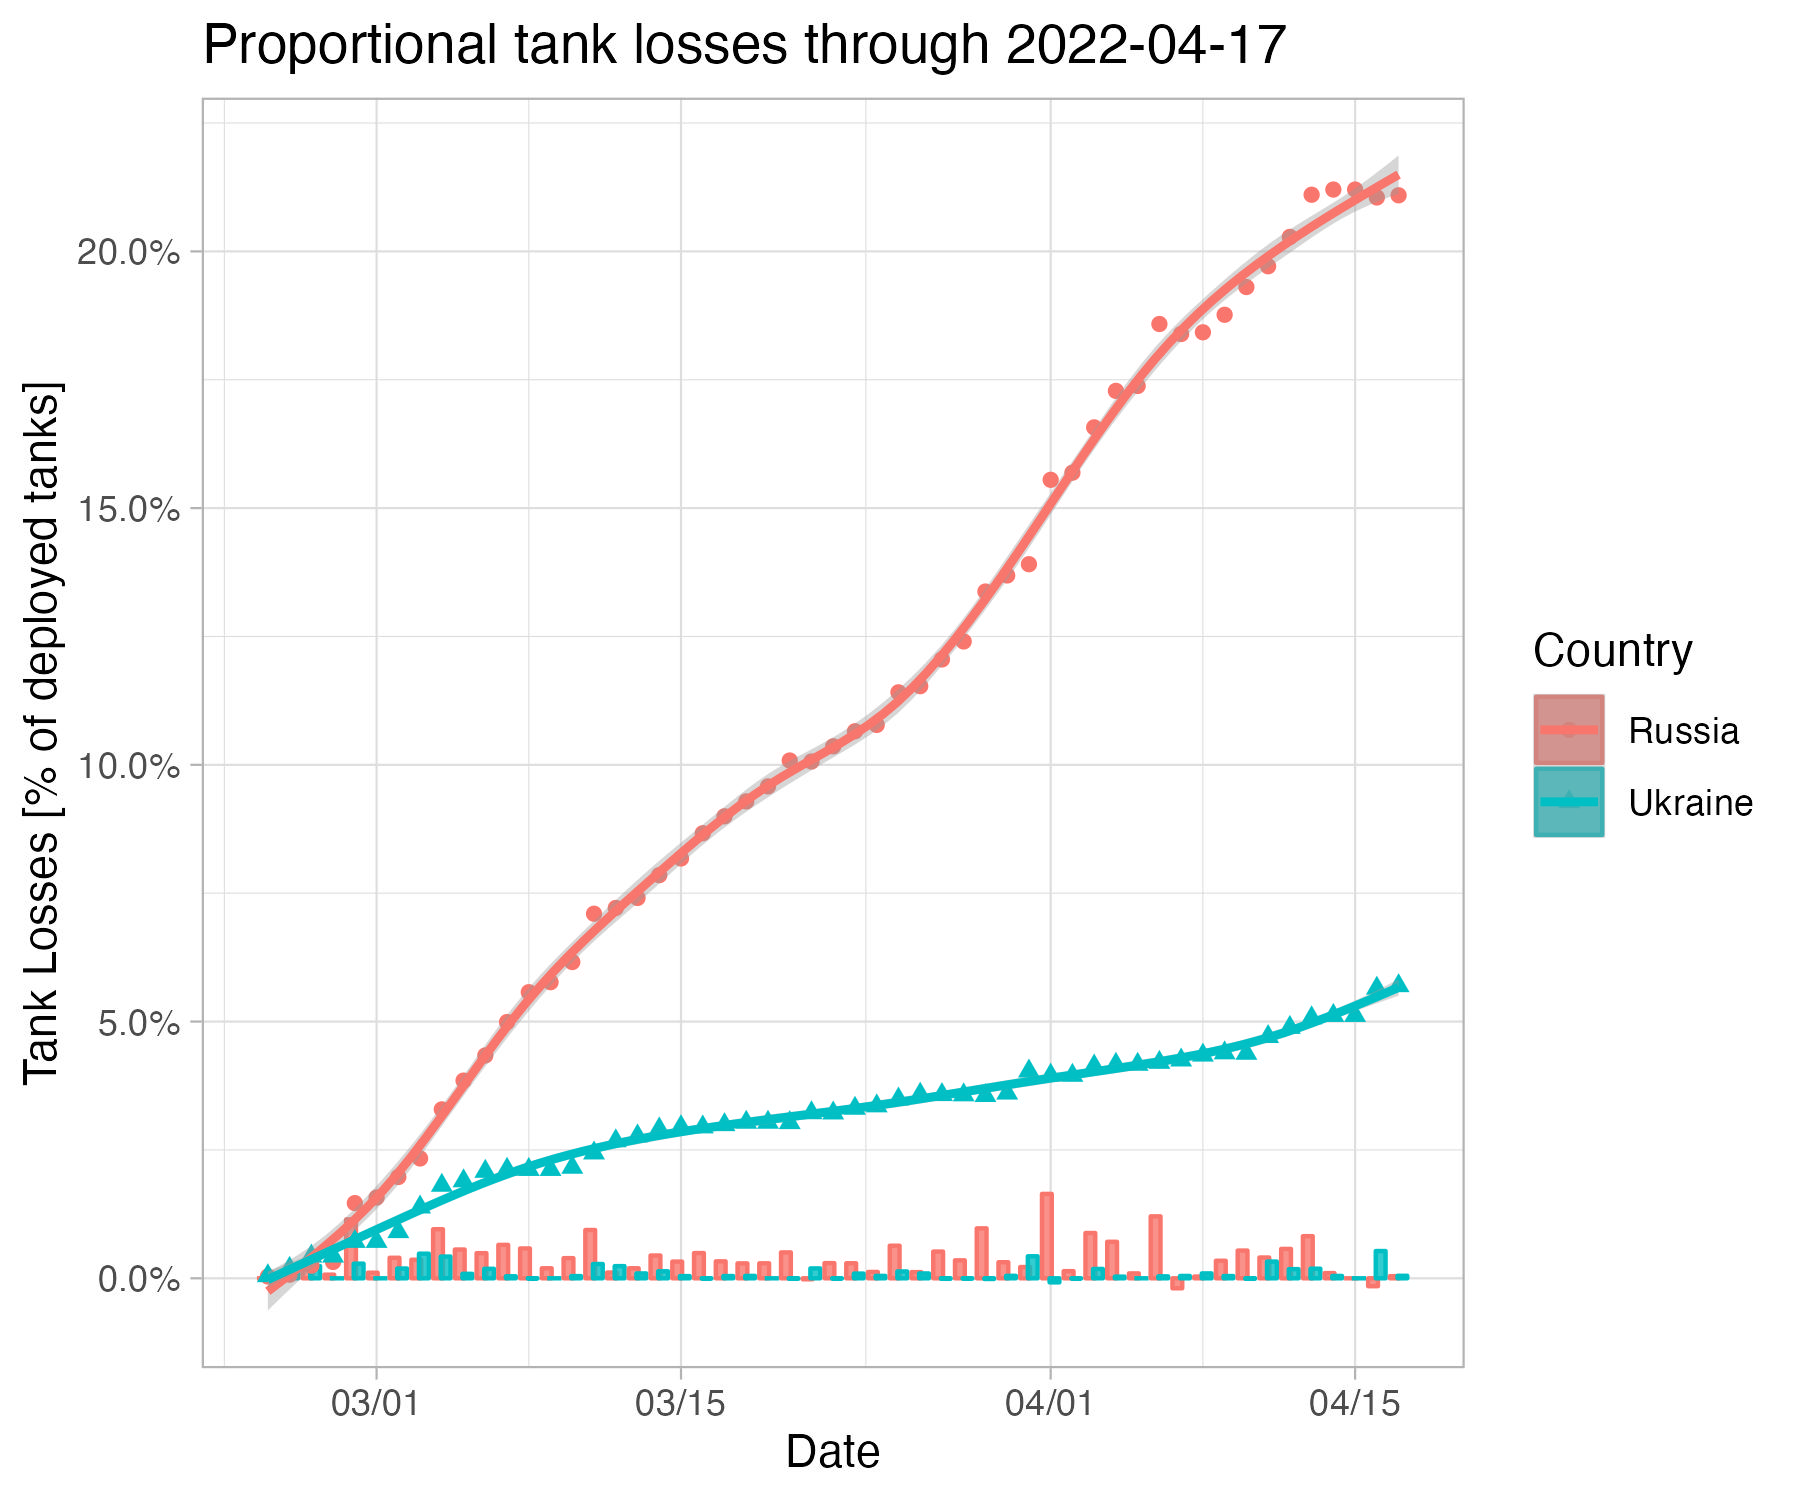 Proportional tank losses through 2022-04-17
Tank Losses [% of deployed tanks]
20.0%
15.0%
10.0%
5.0%
0.0%
03/01
03/15
04/01
04/15
Date
Country
Russia
Ukraine